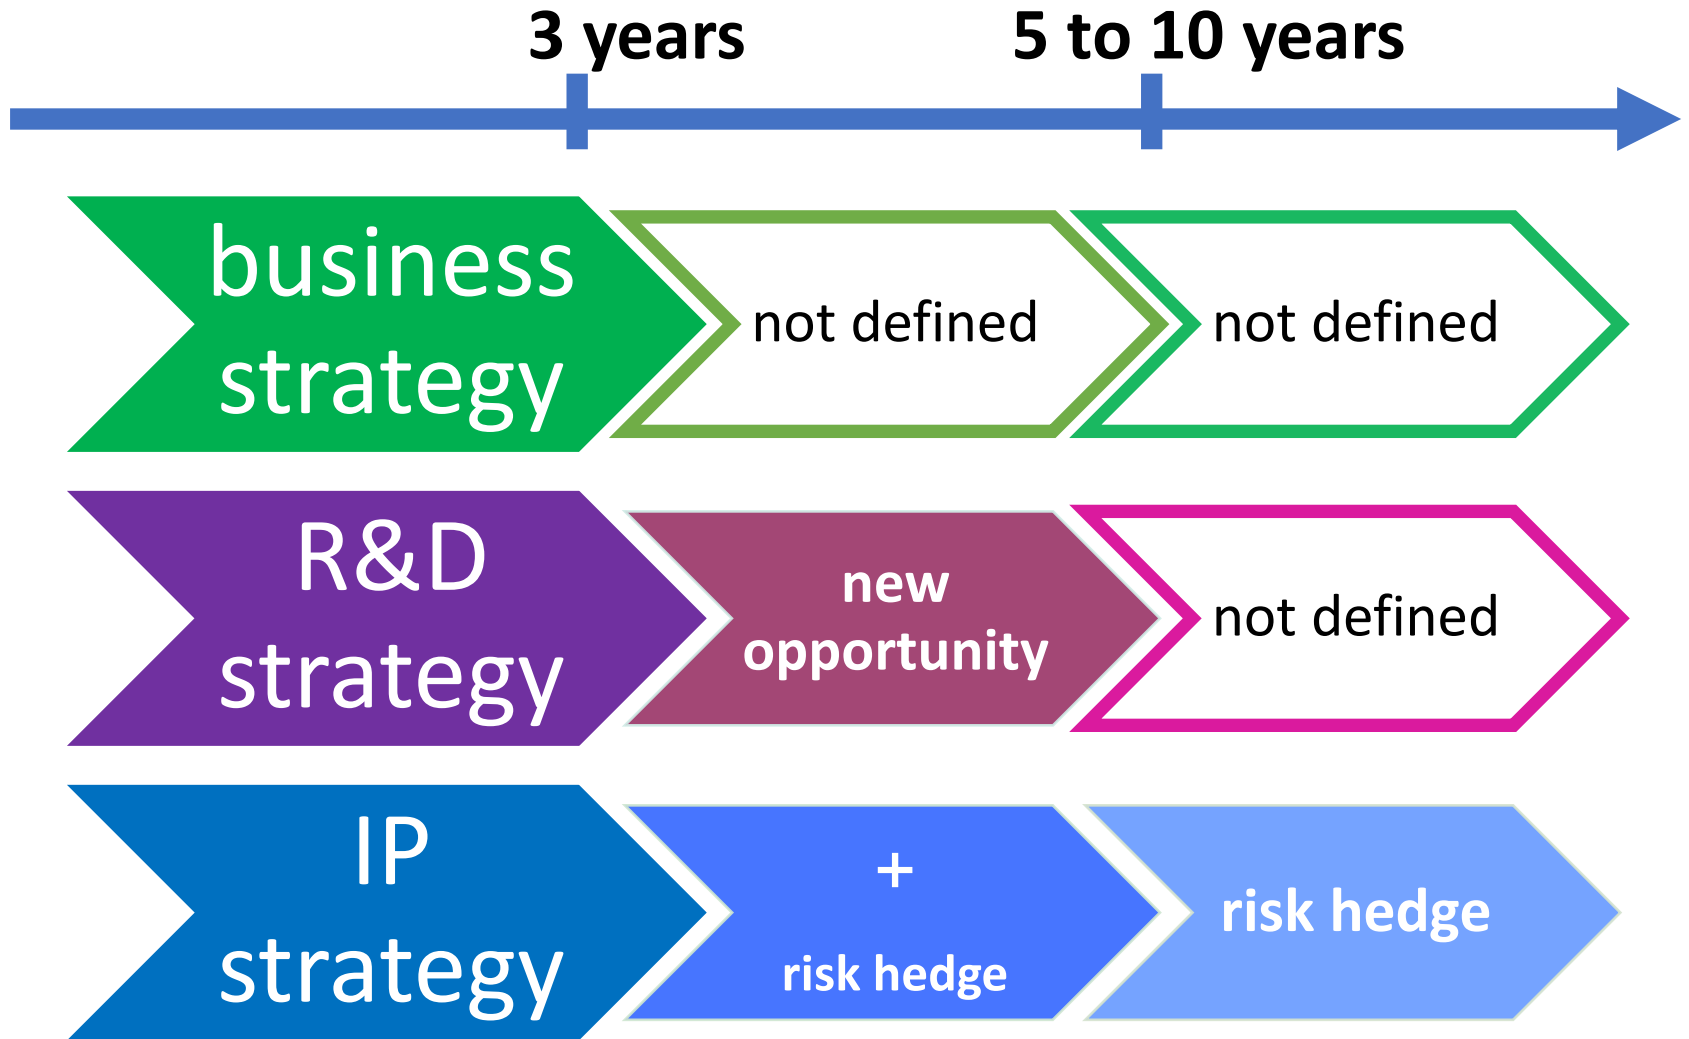 3 years
5 to 10 years
business
strategy
not defined
not defined
R&D
strategy
new
opportunity
not defined
IP
strategy
+
risk hedge
risk hedge